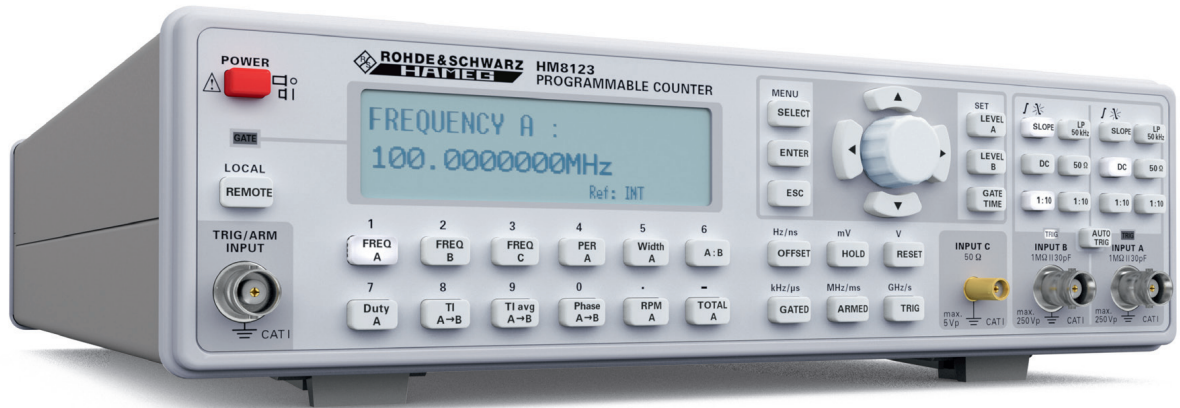 POWER
ROHDE & SCHWARZ
HAMEG
HM8123
PROGRAMMABLE COUNTER
GATE
LOCAL
REMOTE
TRIG/ARM
INPUT
CAT I
FREQUENCY A :
100.0000000MHz
Ref: INT
1 2 3 4 5 6
FREQ A
FREQ B
FREQ C
PER A
Width A
A:B
7 8 9 0 . -
Duty A
TI A→B
TI avg A→B
Phase A→B
RPM A
TOTAL A
MENU
SELECT
ENTER
ESC
Hz/ns mV V
OFFSET HOLD RESET
kHz/µs MHz/ms GHz/s
GATED ARMED TRIG
SET
LEVEL A
LEVEL B
GATE TIME
SLOPE LP 50 kHz
DC 50 Ω
1:10 1:10
SLOPE LP 50 kHz
DC 50 Ω
1:10 1:10
TRIG
AUTO TRIG
TRIG
INPUT C
50 Ω
max. 5 Vp CAT I
INPUT B
1MΩ II 30pF
max. 250 Vp CAT I
INPUT A
1MΩ II 30pF
max. 250 Vp CAT I